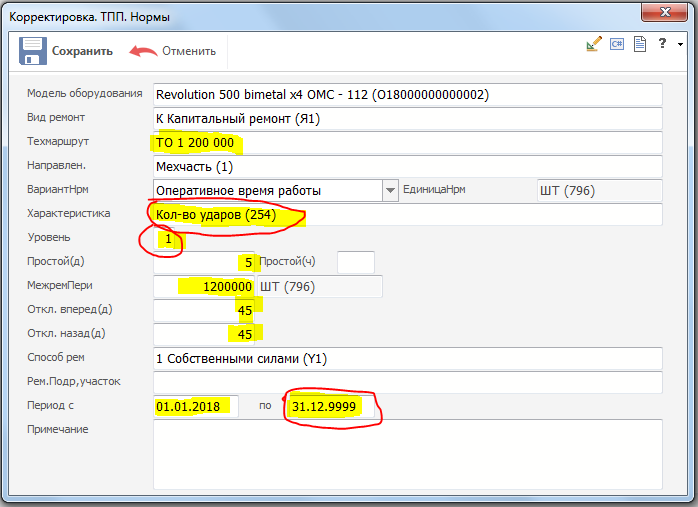 Корректировка. ТПП. Нормы
Сохранить Отменить C# ?
Модель оборудования Revolution 500 bimetal x4 ОМС - 112 (О18000000000002)
Вид ремонт К Капитальный ремонт (Я1)
Техмаршрут ТО 1 200 000
Направлен. Мехчасть (1)
ВариантНрм Оперативное время работы ЕдиницаНрм ШТ (796)
Характеристика Кол-во ударов (254)
Уровень 1
Простой(д) 5 Простой(ч)
МежремПери 1200000 ШТ (796)
Откл. вперед(д) 45
Откл. назад(д) 45
Способ рем 1 Собственными силами (Y1)
Рем.Подр,участок
Период с 01.01.2018 по 31.12.9999
Примечание